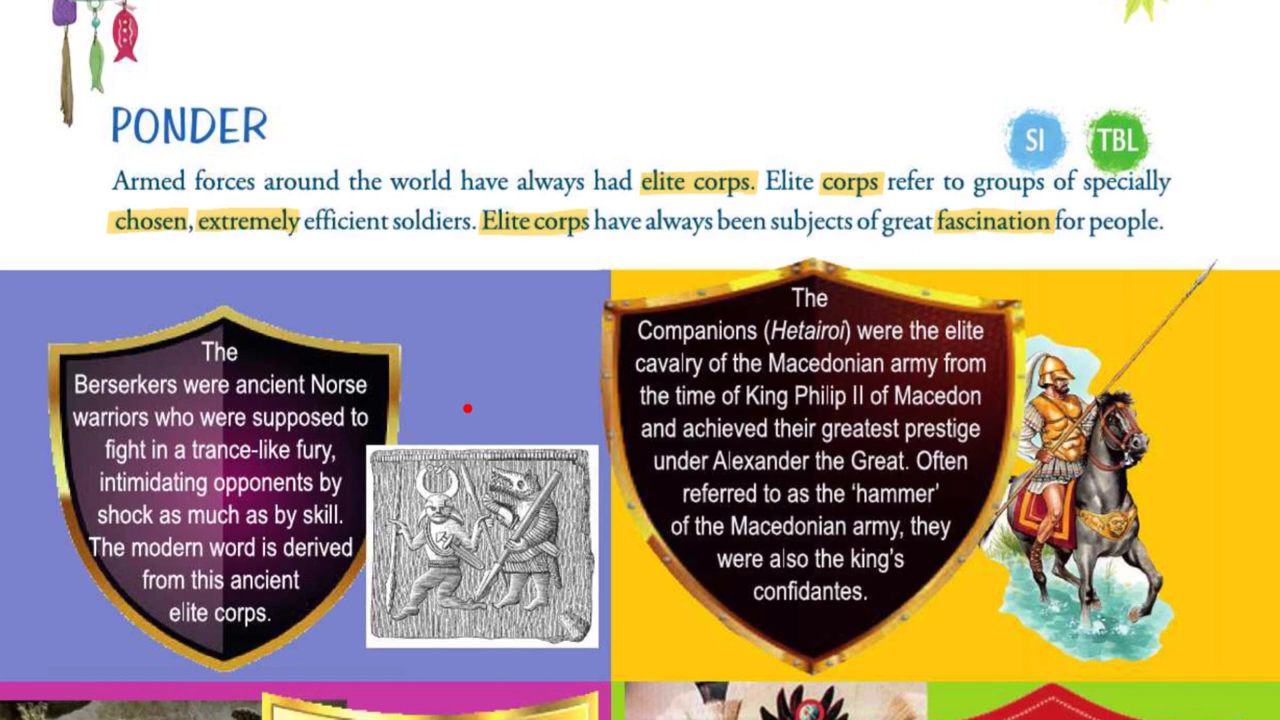 PONDER
SI
TBL
Armed forces around the world have always had elite corps. Elite corps refer to groups of specially
chosen, extremely efficient soldiers. Elite corps have always been subjects of great fascination for people.
The
Berserkers were ancient Norse
warriors who were supposed to
fight in a trance-like fury,
intimidating opponents by
shock as much as by skill.
The modern word is derived
from this ancient
elite corps.
The
Companions (Hetairoi) were the elite
cavalry of the Macedonian army from
the time of King Philip II of Macedon
and achieved their greatest prestige
under Alexander the Great. Often
referred to as the ‘hammer’
of the Macedonian army, they
were also the king’s
confidantes.